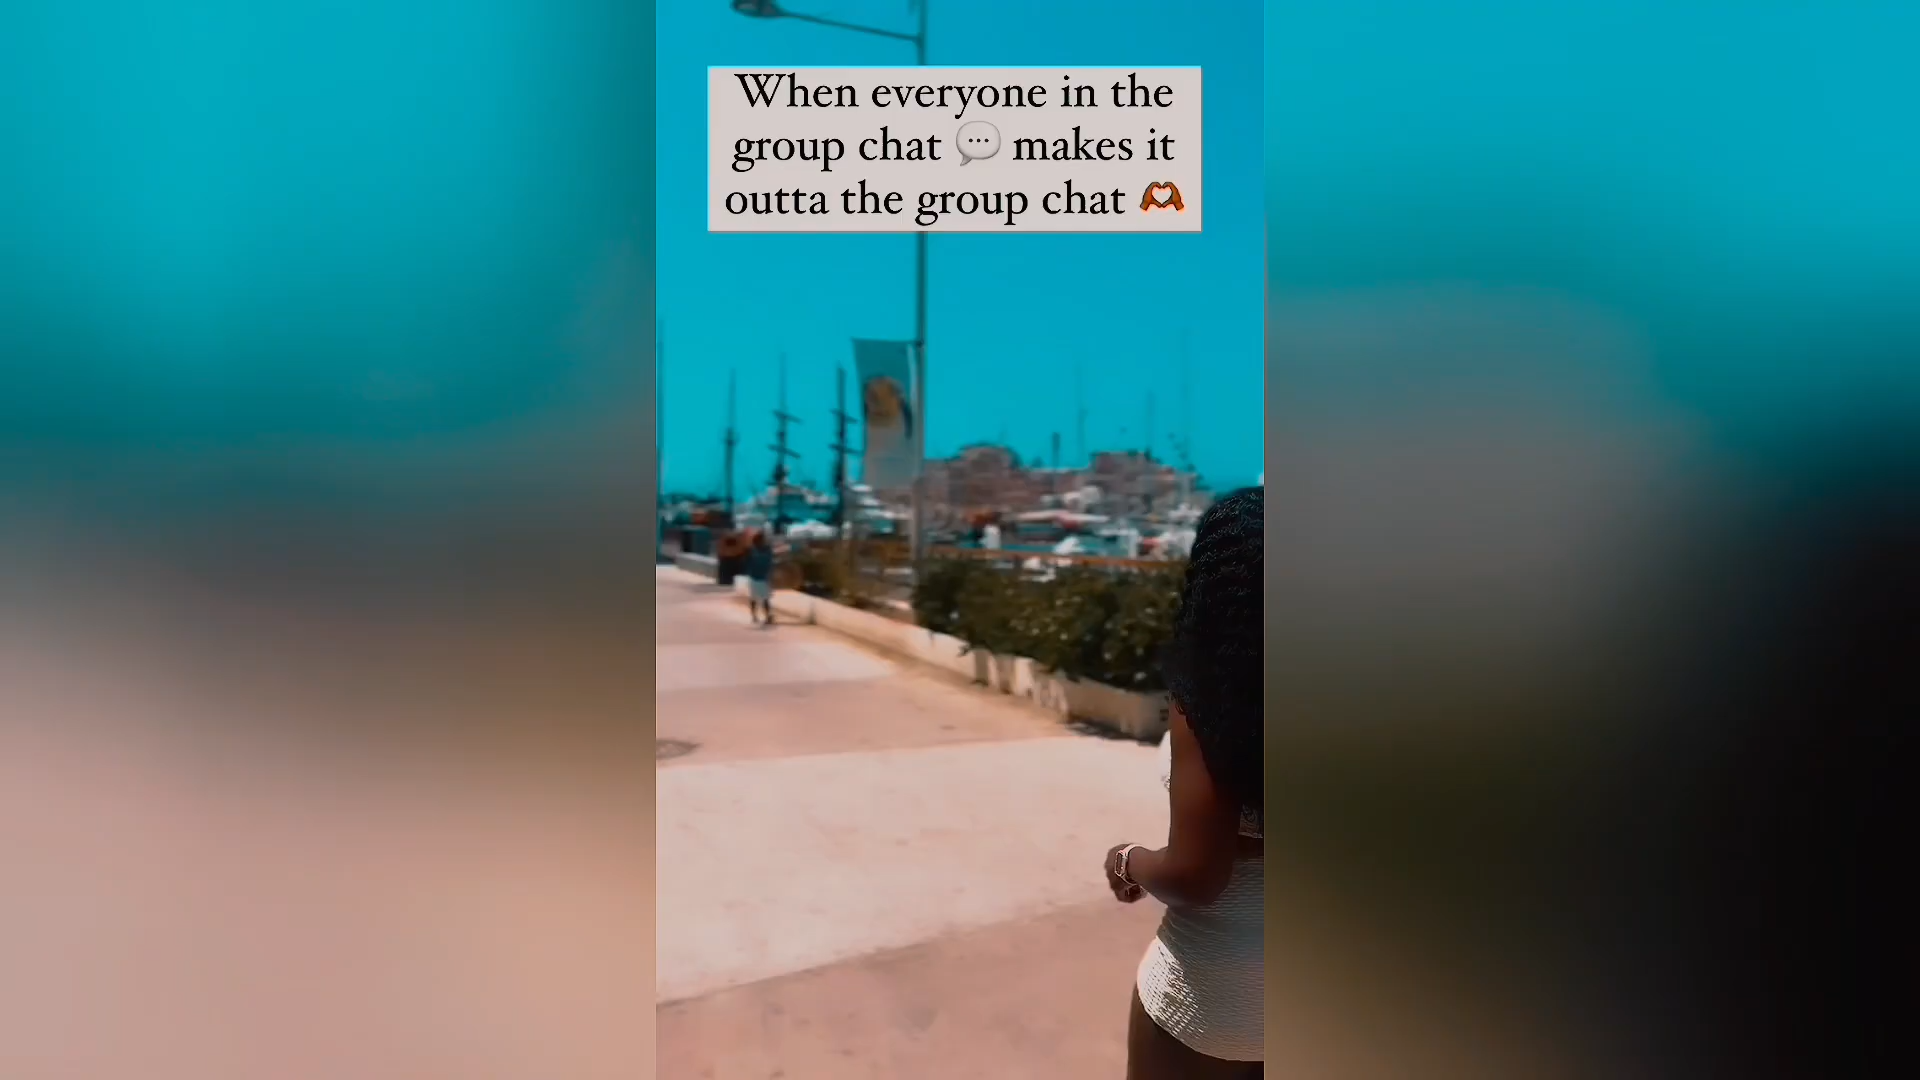 When everyone in the
group chat 💬 makes it
outta the group chat 🫶🏾